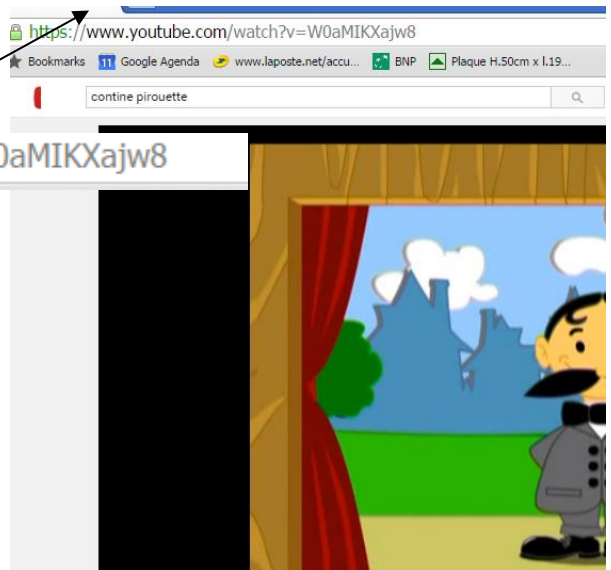 https://www.youtube.com/watch?v=W0aMIKXajw8
Bookmarks 11 Google Agenda www.laposte.net/accu... BNP Plaque H.50cm x l.19...
contine pirouette
0aMIKXajw8